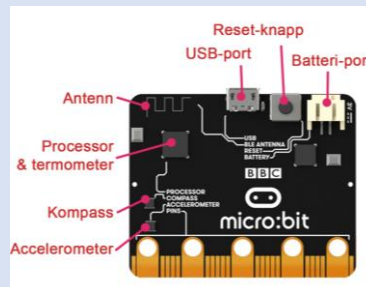 Reset-knapp
USB-port
Batteri-por
Antenn
Processor
& termometer
Kompass
Accelerometer
USB
BLE ANTENNA
RESET
BATTERY
PROCESSOR
COMPASS
ACCELEROMETER
PINS
BBC
micro:bit